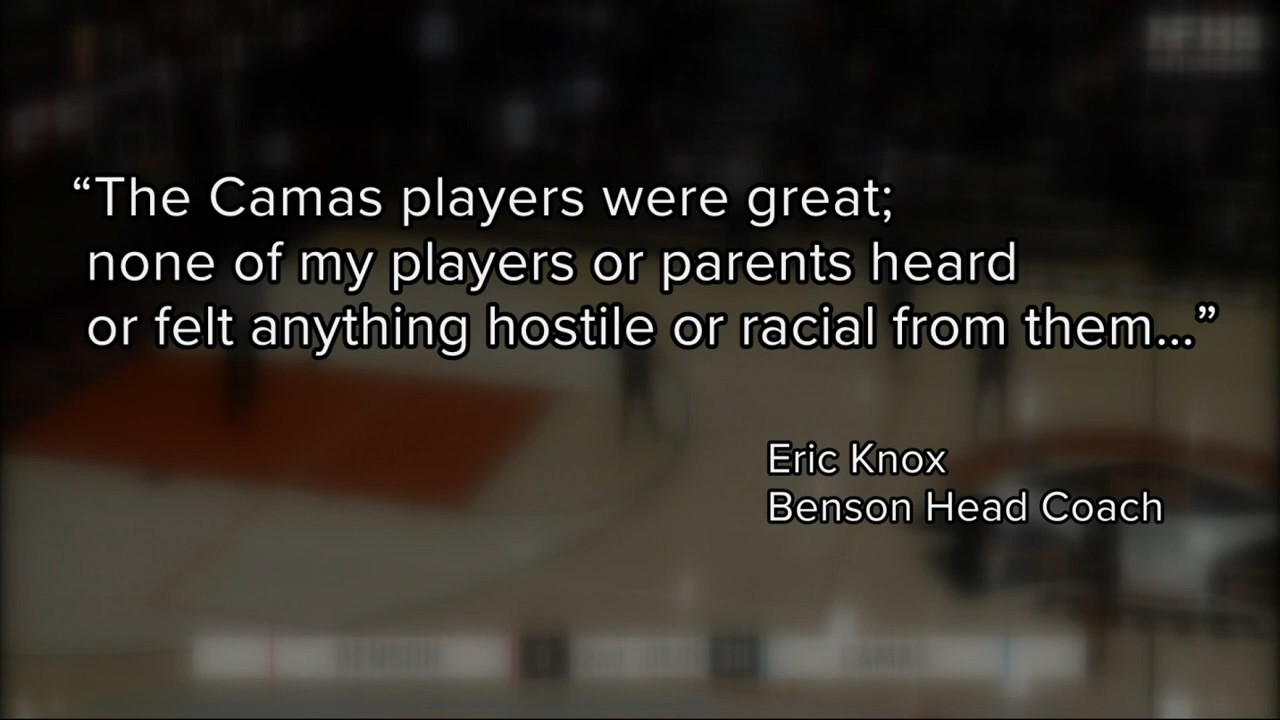 “The Camas players were great;
none of my players or parents heard
or felt anything hostile or racial from them...”
Eric Knox
Benson Head Coach